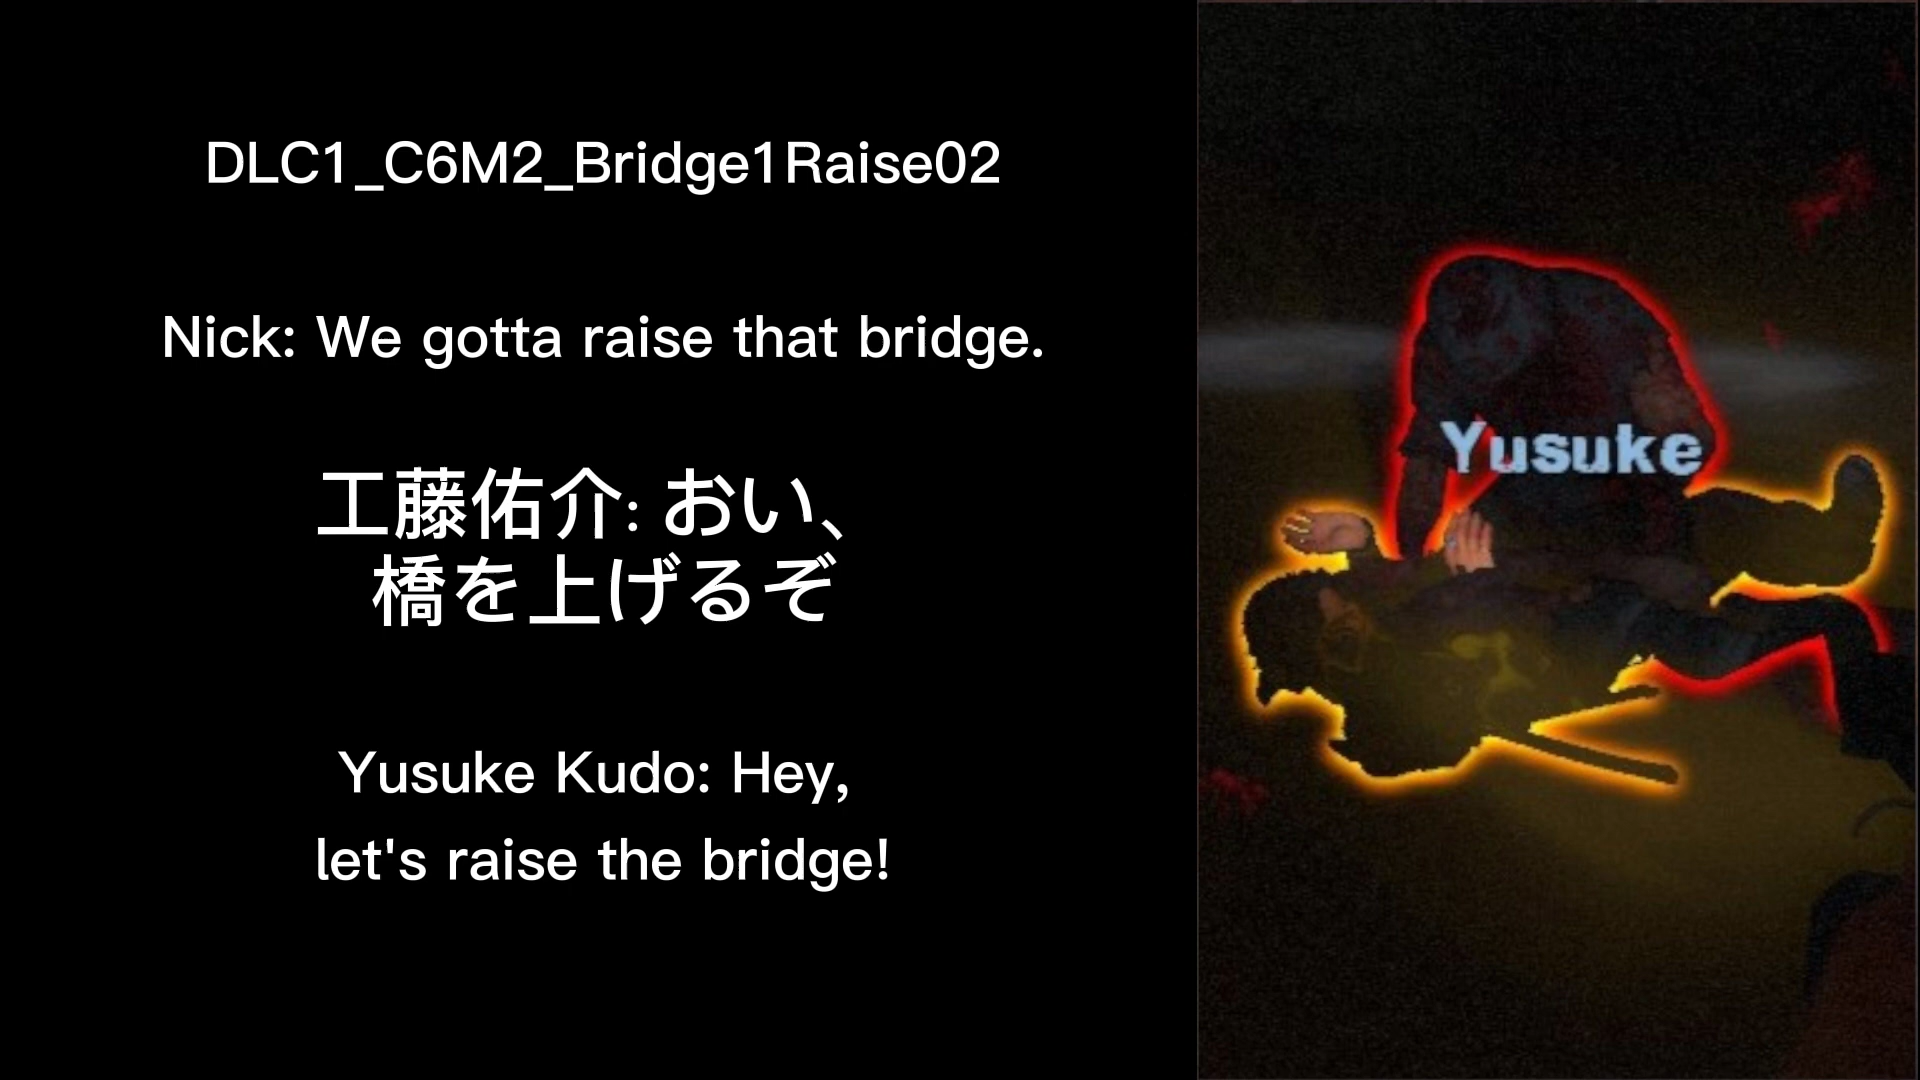 DLC1_C6M2_Bridge1Raise02
Nick: We gotta raise that bridge.
工藤佑介: おい、
橋を上げるぞ
Yusuke Kudo: Hey,
let's raise the bridge!
Yusuke